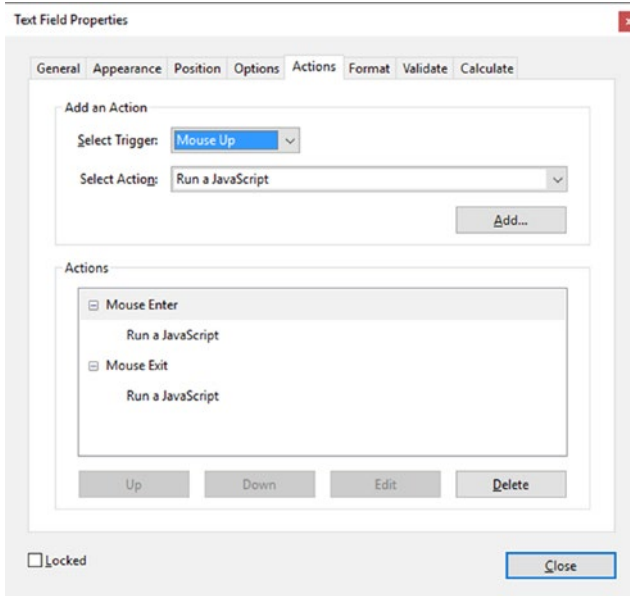 Text Field Properties
General Appearance Position Options Actions Format Validate Calculate
Add an Action
Select Trigger: Mouse Up
Select Action: Run a JavaScript
Add...
Actions
Mouse Enter
Run a JavaScript
Mouse Exit
Run a JavaScript
Up Down Edit Delete
Locked Close